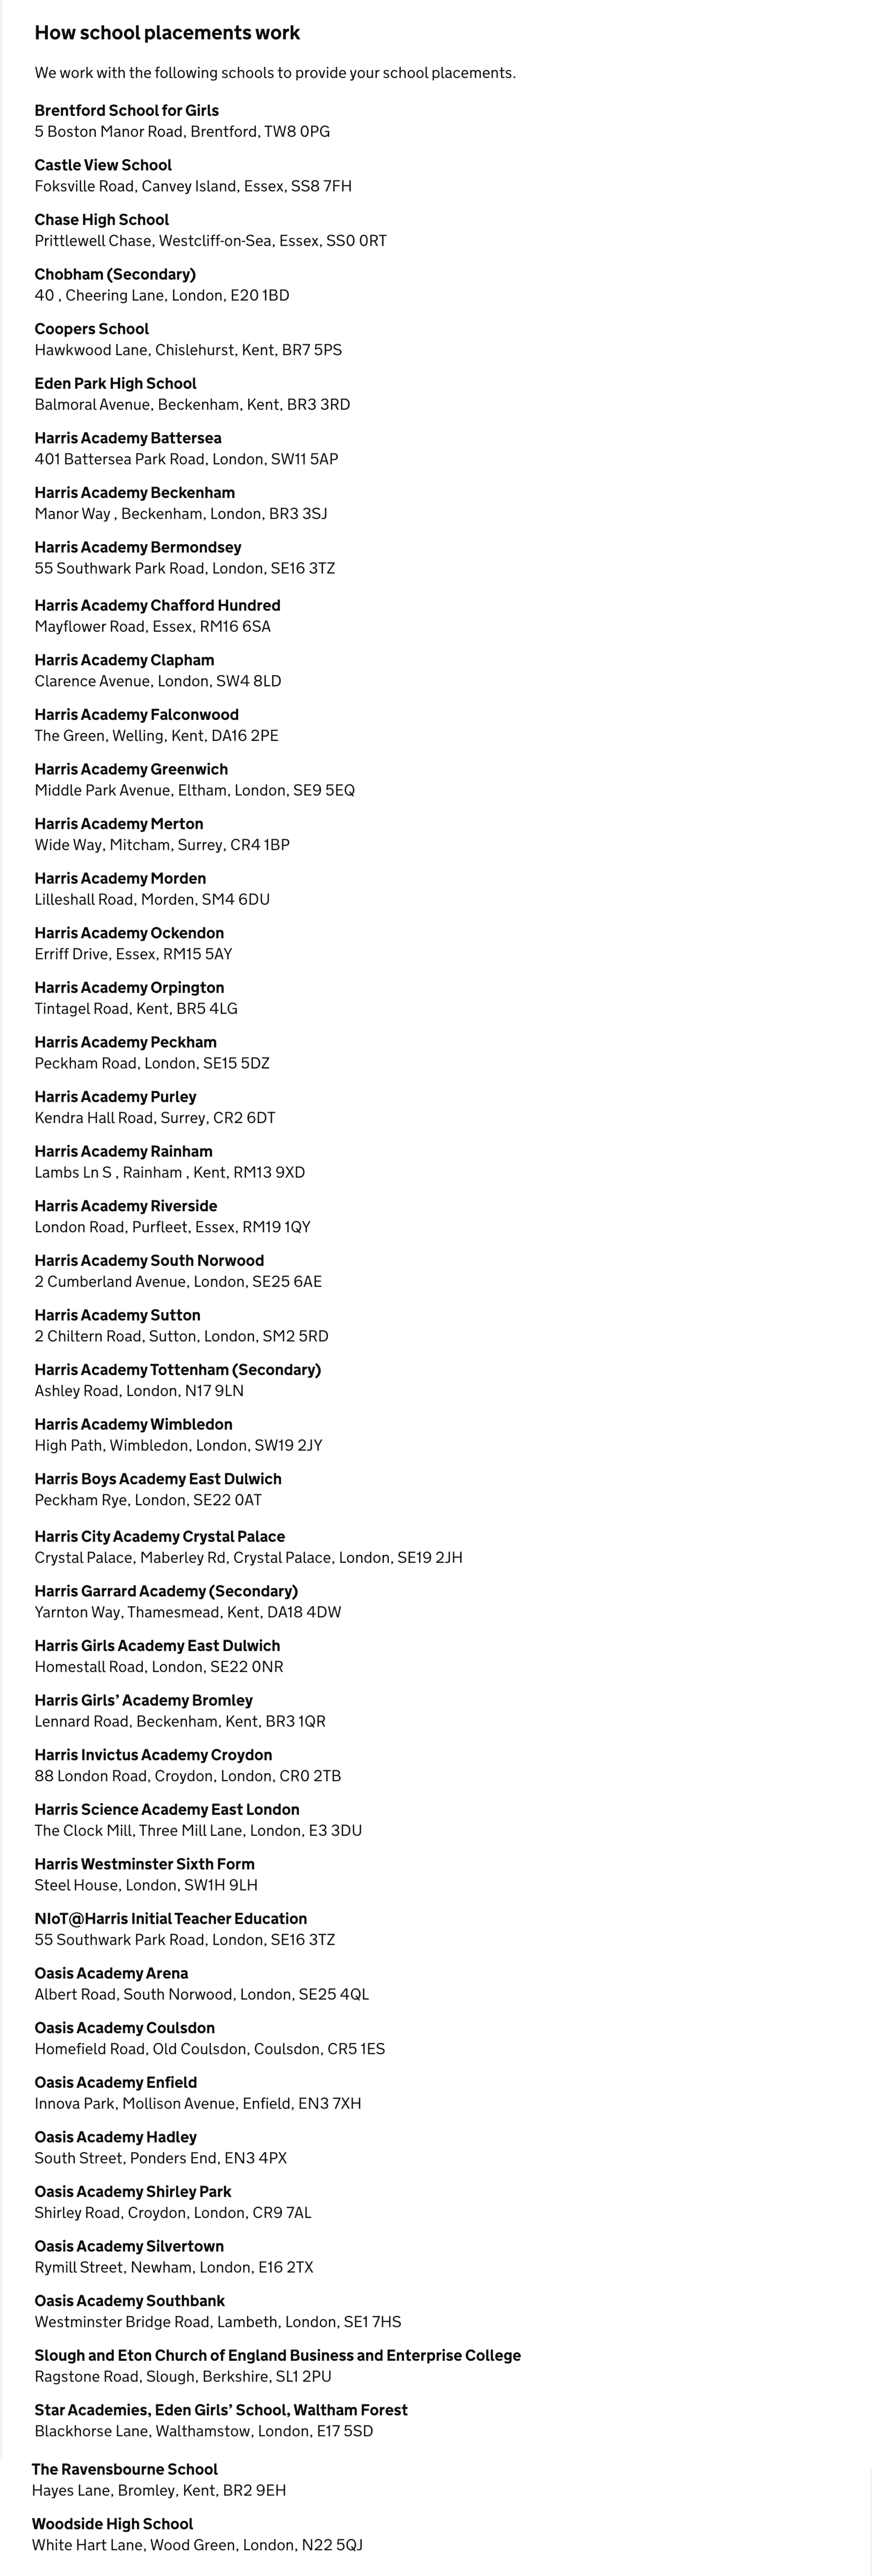 How school placements work
We work with the following schools to provide your school placements.
Brentford School for Girls
5 Boston Manor Road, Brentford, TW8 0PG
Castle View School
Foksville Road, Canvey Island, Essex, SS8 7FH
Chase High School
Prittlewell Chase, Westcliff-on-Sea, Essex, SS0 0RT
Chobham (Secondary)
40 , Cheering Lane, London, E20 1BD
Coopers School
Hawkwood Lane, Chislehurst, Kent, BR7 5PS
Eden Park High School
Balmoral Avenue, Beckenham, Kent, BR3 3RD
Harris Academy Battersea
401 Battersea Park Road, London, SW11 5AP
Harris Academy Beckenham
Manor Way , Beckenham, London, BR3 3SJ
Harris Academy Bermondsey
55 Southwark Park Road, London, SE16 3TZ
Harris Academy Chafford Hundred
Mayflower Road, Essex, RM16 6SA
Harris Academy Clapham
Clarence Avenue, London, SW4 8LD
Harris Academy Falconwood
The Green, Welling, Kent, DA16 2PE
Harris Academy Greenwich
Middle Park Avenue, Eltham, London, SE9 5EQ
Harris Academy Merton
Wide Way, Mitcham, Surrey, CR4 1BP
Harris Academy Morden
Lilleshall Road, Morden, SM4 6DU
Harris Academy Ockendon
Erriff Drive, Essex, RM15 5AY
Harris Academy Orpington
Tintagel Road, Kent, BR5 4LG
Harris Academy Peckham
Peckham Road, London, SE15 5DZ
Harris Academy Purley
Kendra Hall Road, Surrey, CR2 6DT
Harris Academy Rainham
Lambs Ln S , Rainham , Kent, RM13 9XD
Harris Academy Riverside
London Road, Purfleet, Essex, RM19 1QY
Harris Academy South Norwood
2 Cumberland Avenue, London, SE25 6AE
Harris Academy Sutton
2 Chiltern Road, Sutton, London, SM2 5RD
Harris Academy Tottenham (Secondary)
Ashley Road, London, N17 9LN
Harris Academy Wimbledon
High Path, Wimbledon, London, SW19 2JY
Harris Boys Academy East Dulwich
Peckham Rye, London, SE22 0AT
Harris City Academy Crystal Palace
Crystal Palace, Maberley Rd, Crystal Palace, London, SE19 2JH
Harris Garrard Academy (Secondary)
Yarnton Way, Thamesmead, Kent, DA18 4DW
Harris Girls Academy East Dulwich
Homestall Road, London, SE22 0NR
Harris Girls’ Academy Bromley
Lennard Road, Beckenham, Kent, BR3 1QR
Harris Invictus Academy Croydon
88 London Road, Croydon, London, CR0 2TB
Harris Science Academy East London
The Clock Mill, Three Mill Lane, London, E3 3DU
Harris Westminster Sixth Form
Steel House, London, SW1H 9LH
NIoT@Harris Initial Teacher Education
55 Southwark Park Road, London, SE16 3TZ
Oasis Academy Arena
Albert Road, South Norwood, London, SE25 4QL
Oasis Academy Coulsdon
Homefield Road, Old Coulsdon, Coulsdon, CR5 1ES
Oasis Academy Enfield
Innova Park, Mollison Avenue, Enfield, EN3 7XH
Oasis Academy Hadley
South Street, Ponders End, EN3 4PX
Oasis Academy Shirley Park
Shirley Road, Croydon, London, CR9 7AL
Oasis Academy Silvertown
Rymill Street, Newham, London, E16 2TX
Oasis Academy Southbank
Westminster Bridge Road, Lambeth, London, SE1 7HS
Slough and Eton Church of England Business and Enterprise College
Ragstone Road, Slough, Berkshire, SL1 2PU
Star Academies, Eden Girls’ School, Waltham Forest
Blackhorse Lane, Walthamstow, London, E17 5SD
The Ravensbourne School
Hayes Lane, Bromley, Kent, BR2 9EH
Woodside High School
White Hart Lane, Wood Green, London, N22 5QJ